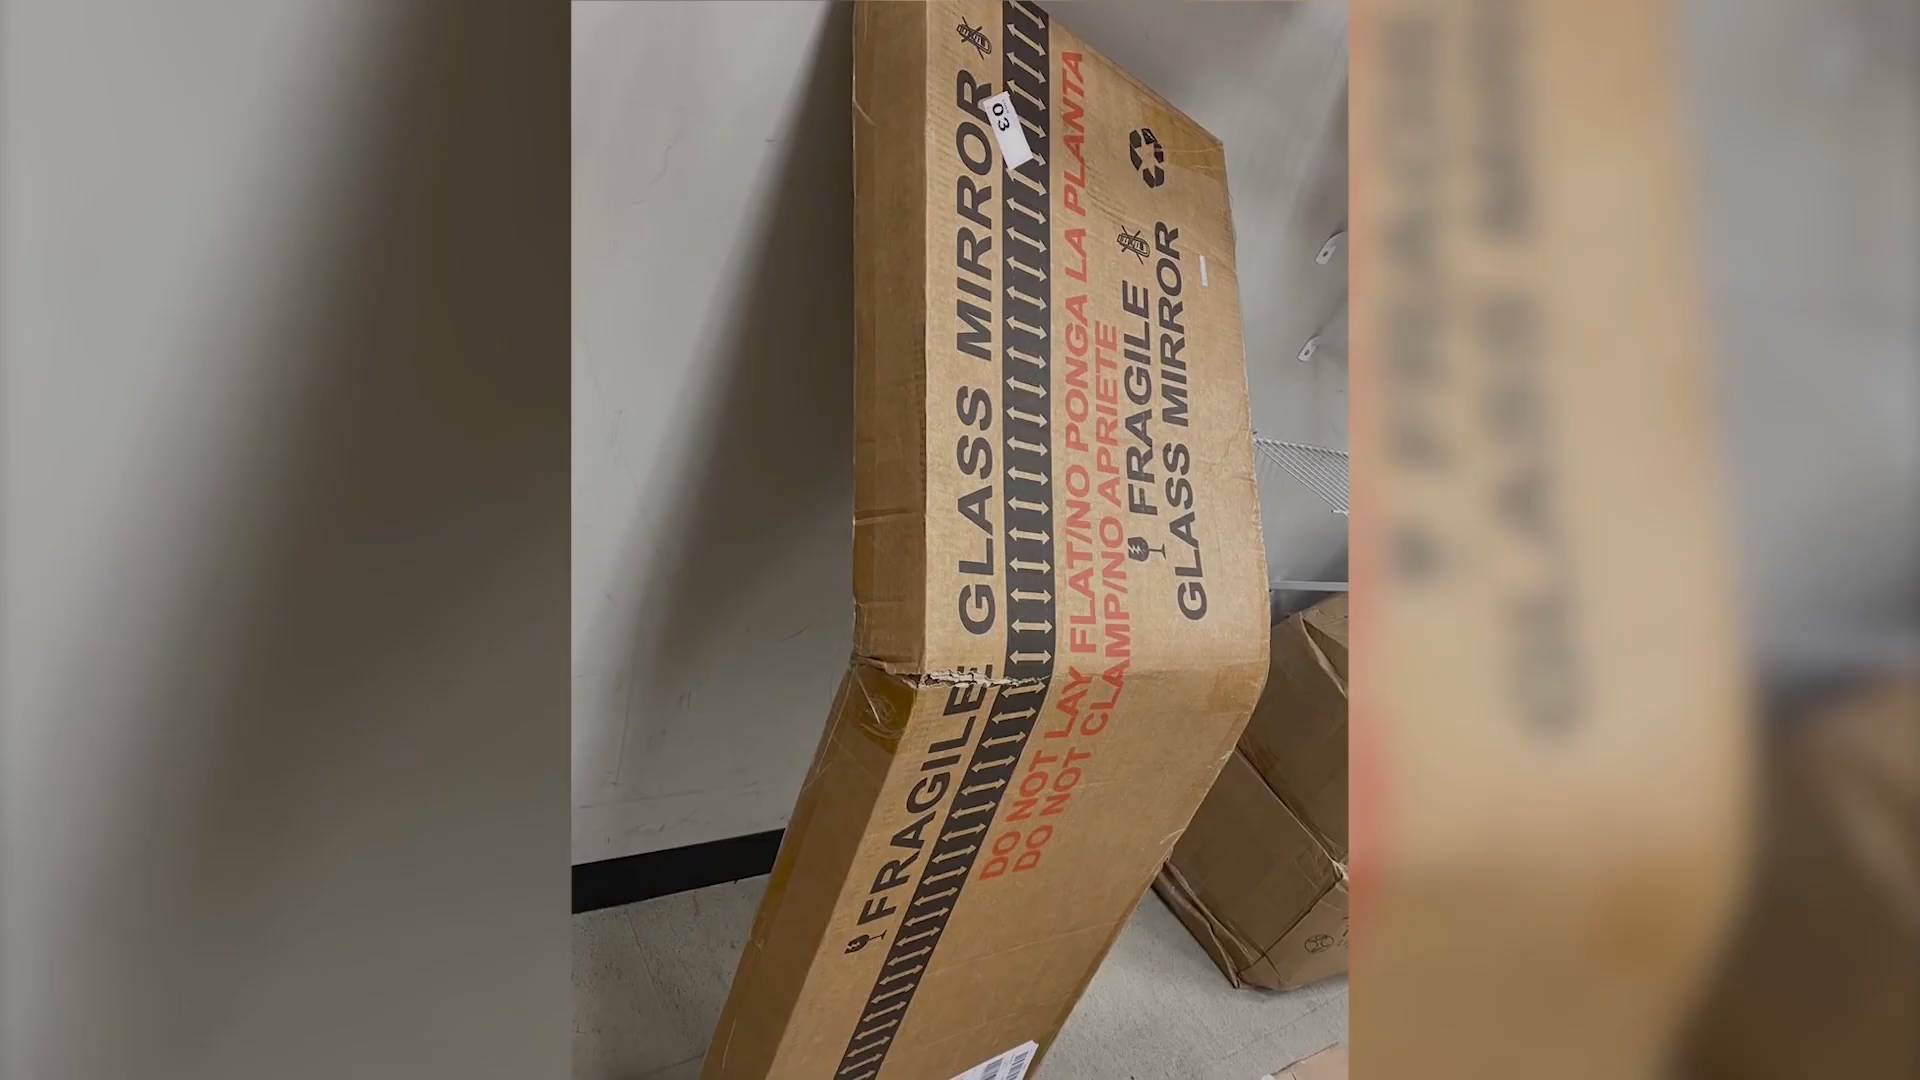 FRAGILE GLASS MIRROR
03
DO NOT LAY FLAT/NO PONGA LA PLANTA
DO NOT CLAMP/NO APRIETE
FRAGILE
GLASS MIRROR